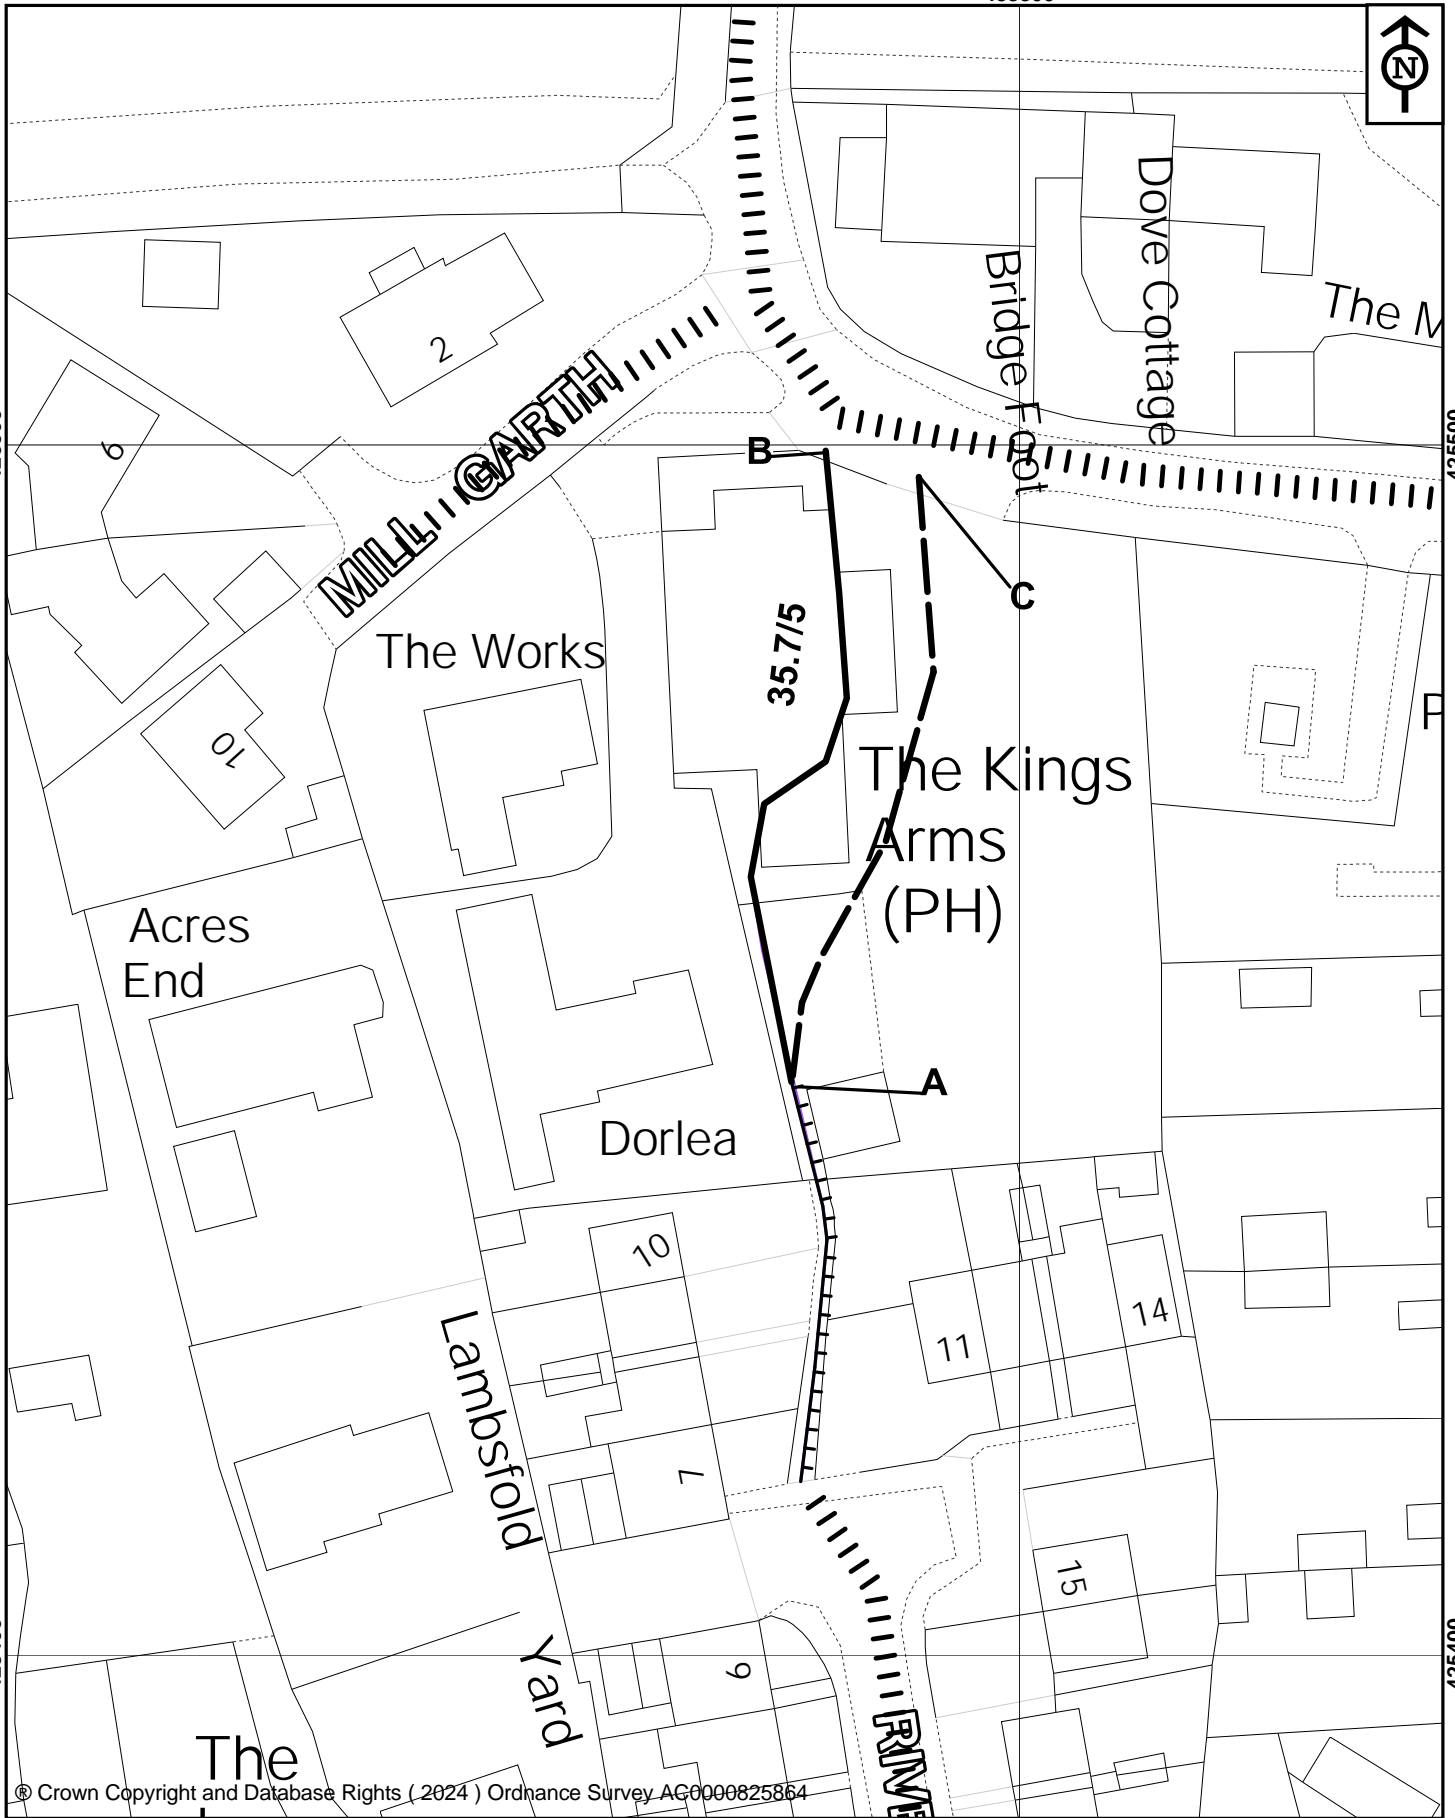 N
Dove Cottage
Bridge Foot
The M
2
9
MILL GARTH
B
C
435500
The Works
35.7/5
10
The Kings
Arms
(PH)
P
Acres
End
A
Dorlea
10
11
14
Lambsfold
Yard
7
15
6
435400
The
® Crown Copyright and Database Rights ( 2024 ) Ordnance Survey AC0000825864